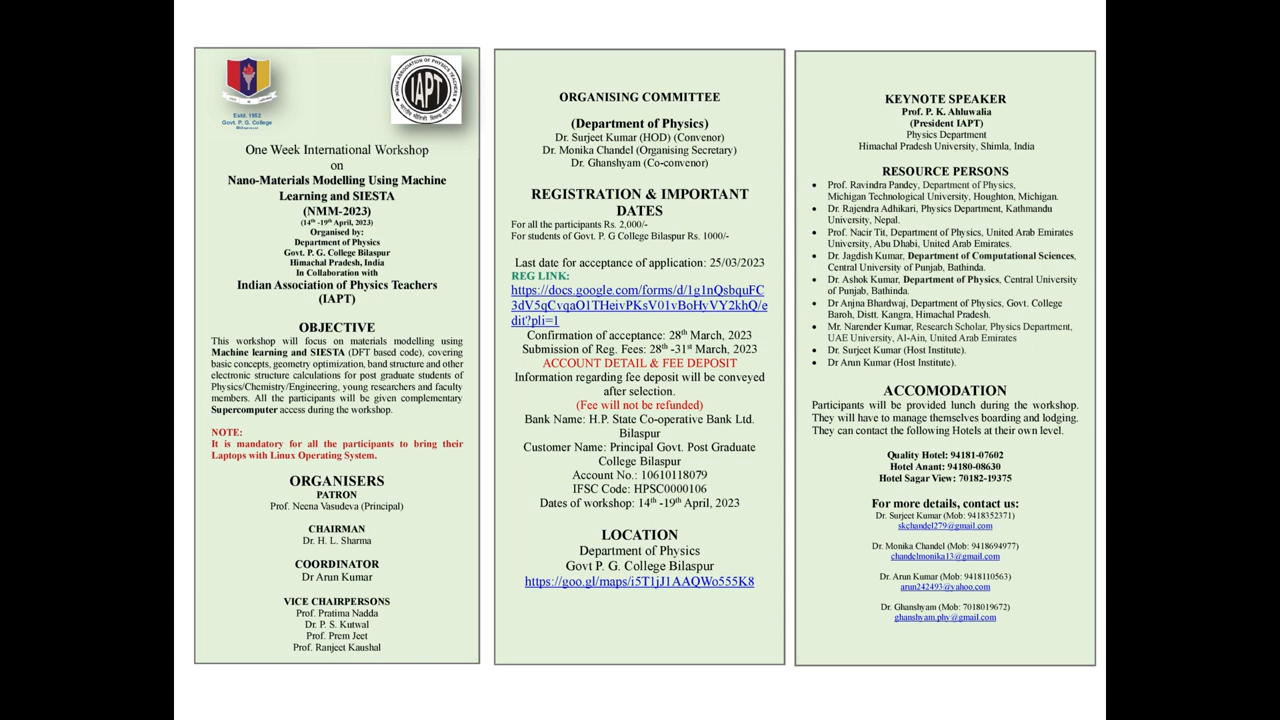 Estd. 1952
Govt. P. G. College
Bilaspur
INDIAN ASSOCIATION OF PHYSICS TEACHERS
IAPT
One Week International Workshop
on
Nano-Materials Modelling Using Machine
Learning and SIESTA
(NMM-2023)
(14th -19th April, 2023)
Organised by:
Department of Physics
Govt. P. G. College Bilaspur
Himachal Pradesh, India
In Collaboration with
Indian Association of Physics Teachers
(IAPT)
OBJECTIVE
This workshop will focus on materials modelling using
Machine learning and SIESTA (DFT based code), covering
basic concepts, geometry optimization, band structure and other
electronic structure calculations for post graduate students of
Physics/Chemistry/Engineering, young researchers and faculty
members. All the participants will be given complementary
Supercomputer access during the workshop.
NOTE:
It is mandatory for all the participants to bring their
Laptops with Linux Operating System.
ORGANISERS
PATRON
Prof. Neena Vasudeva (Principal)
CHAIRMAN
Dr. H. L. Sharma
COORDINATOR
Dr Arun Kumar
VICE CHAIRPERSONS
Prof. Pratima Nadda
Dr. P. S. Kutwal
Prof. Prem Jeet
Prof. Ranjeet Kaushal
ORGANISING COMMITTEE
(Department of Physics)
Dr. Surjeet Kumar (HOD) (Convenor)
Dr. Monika Chandel (Organising Secretary)
Dr. Ghanshyam (Co-convenor)
REGISTRATION & IMPORTANT
DATES
For all the participants Rs. 2,000/-
For students of Govt. P. G College Bilaspur Rs. 1000/-
Last date for acceptance of application: 25/03/2023
REG LINK:
https://docs.google.com/forms/d/1g1nQsbquFC
3dV5qCvqaO1THeivPKsV01vBoHyVY2khQ/e
dit?pli=1
Confirmation of acceptance: 28th March, 2023
Submission of Reg. Fees: 28th -31st March, 2023
ACCOUNT DETAIL & FEE DEPOSIT
Information regarding fee deposit will be conveyed
after selection.
(Fee will not be refunded)
Bank Name: H.P. State Co-operative Bank Ltd.
Bilaspur
Customer Name: Principal Govt. Post Graduate
College Bilaspur
Account No.: 10610118079
IFSC Code: HPSC0000106
Dates of workshop: 14th -19th April, 2023
LOCATION
Department of Physics
Govt P. G. College Bilaspur
https://goo.gl/maps/i5T1jJ1AAQWo555K8
KEYNOTE SPEAKER
Prof. P. K. Ahluwalia
(President IAPT)
Physics Department
Himachal Pradesh University, Shimla, India
RESOURCE PERSONS
• Prof. Ravindra Pandey, Department of Physics,
Michigan Technological University, Houghton, Michigan.
• Dr. Rajendra Adhikari, Physics Department, Kathmandu
University, Nepal.
• Prof. Nacir Tit, Department of Physics, United Arab Emirates
University, Abu Dhabi, United Arab Emirates.
• Dr. Jagdish Kumar, Department of Computational Sciences,
Central University of Punjab, Bathinda.
• Dr. Ashok Kumar, Department of Physics, Central University
of Punjab, Bathinda.
• Dr Anjna Bhardwaj, Department of Physics, Govt. College
Baroh, Distt. Kangra, Himachal Pradesh.
• Mr. Narender Kumar, Research Scholar, Physics Department,
UAE University, Al-Ain, United Arab Emirates
• Dr. Surjeet Kumar (Host Institute).
• Dr Arun Kumar (Host Institute).
ACCOMODATION
Participants will be provided lunch during the workshop.
They will have to manage themselves boarding and lodging.
They can contact the following Hotels at their own level.
Quality Hotel: 94181-07602
Hotel Anant: 94180-08630
Hotel Sagar View: 70182-19375
For more details, contact us:
Dr. Surjeet Kumar (Mob: 9418352371)
skchandel279@gmail.com
Dr. Monika Chandel (Mob: 9418694977)
chandelmonika13@gmail.com
Dr. Arun Kumar (Mob: 9418110563)
arun242493@yahoo.com
Dr. Ghanshyam (Mob: 7018019672)
ghanshyam.phy@gmail.com